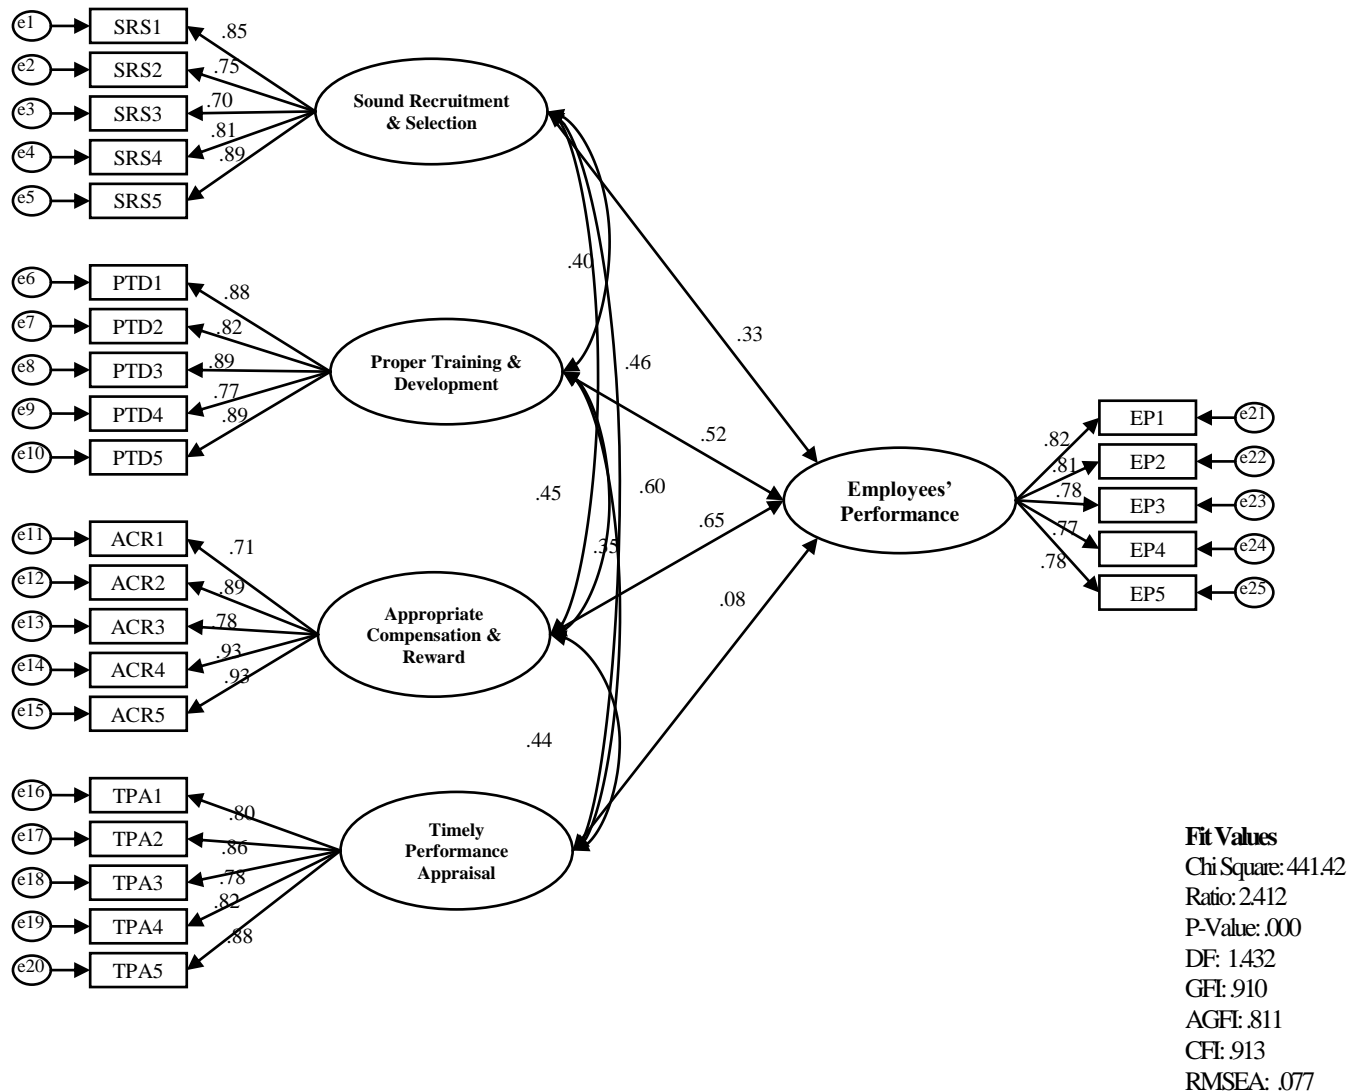 e1 SRS1 .85
e2 SRS2 .75
e3 SRS3 .70
e4 SRS4 .81
e5 SRS5 .89
Sound Recruitment
& Selection
e6 PTD1 .88
e7 PTD2 .82
e8 PTD3 .89
e9 PTD4 .77
e10 PTD5 .89
Proper Training &
Development
e11 ACR1 .71
e12 ACR2 .89
e13 ACR3 .78
e14 ACR4 .93
e15 ACR5 .93
Appropriate
Compensation &
Reward
e16 TPA1 .80
e17 TPA2 .86
e18 TPA3 .78
e19 TPA4 .82
e20 TPA5 .88
Timely
Performance
Appraisal
.40
.46
.45
.60
.35
.44
.33
.52
.65
.08
Employees’
Performance
.82 EP1 e21
.81 EP2 e22
.78 EP3 e23
.77 EP4 e24
.78 EP5 e25
Fit Values
Chi Square: 441.42
Ratio: 2.412
P-Value: .000
DF: 1.432
GFI: .910
AGFI: .811
CFI: .913
RMSEA: .077